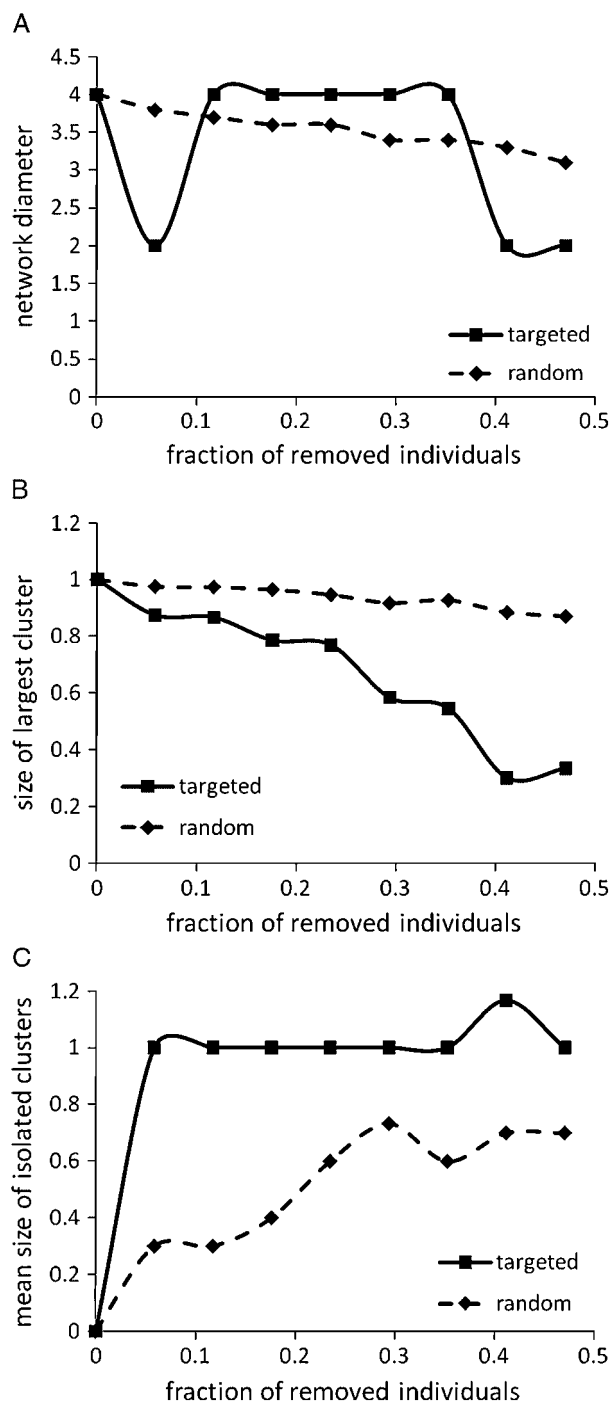 A
4.5
4
3.5
3
2.5
2
1.5
1
0.5
0
network diameter
targeted
random
0 0.1 0.2 0.3 0.4 0.5
fraction of removed individuals
B
1.2
1
0.8
0.6
0.4
0.2
0
size of largest cluster
targeted
random
0 0.1 0.2 0.3 0.4 0.5
fraction of removed individuals
C
1.2
1
0.8
0.6
0.4
0.2
0
mean size of isolated clusters
targeted
random
0 0.1 0.2 0.3 0.4 0.5
fraction of removed individuals